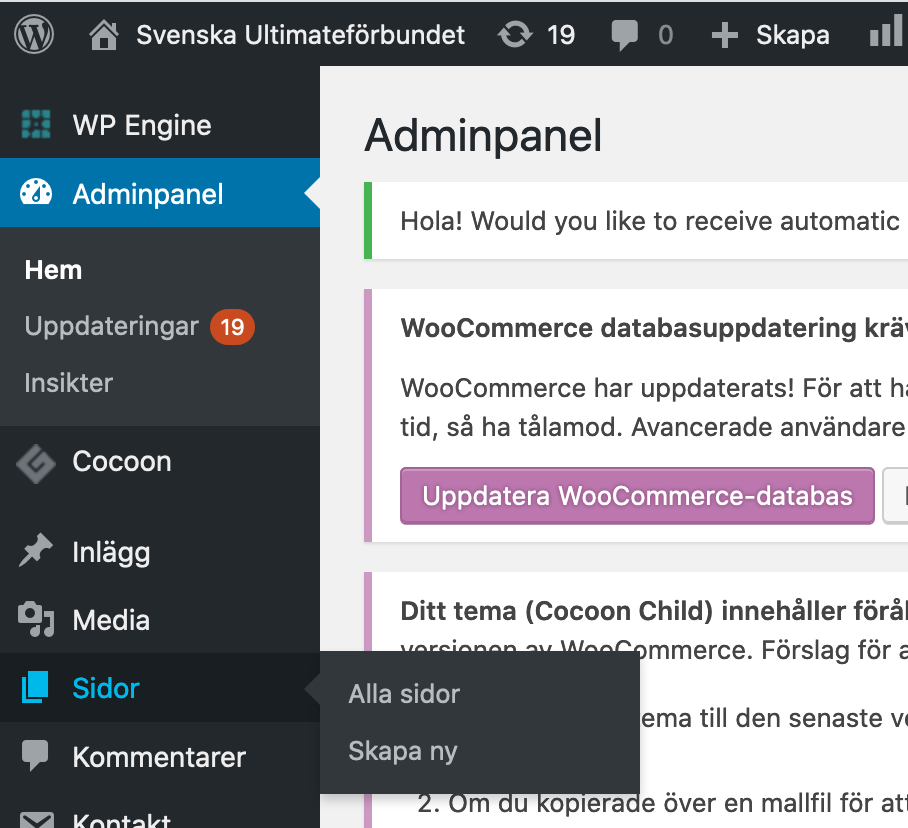 Svenska Ultimateförbundet 19 0 Skapa
WP Engine
Adminpanel
Hem
Uppdateringar 19
Insikter
Cocoon
Inlägg
Media
Sidor
Kommentarer
Kontakt
Alla sidor
Skapa ny
Adminpanel
Hola! Would you like to receive automatic
WooCommerce databasuppdatering kräv
WooCommerce har uppdaterats! För att ha
tid, så ha tålamod. Avancerade användare
Uppdatera WooCommerce-databas
Ditt tema (Cocoon Child) innehåller förål
versionen av WooCommerce. Förslag för a
ema till den senaste ve
2. Om du kopierade över en mallfil för att